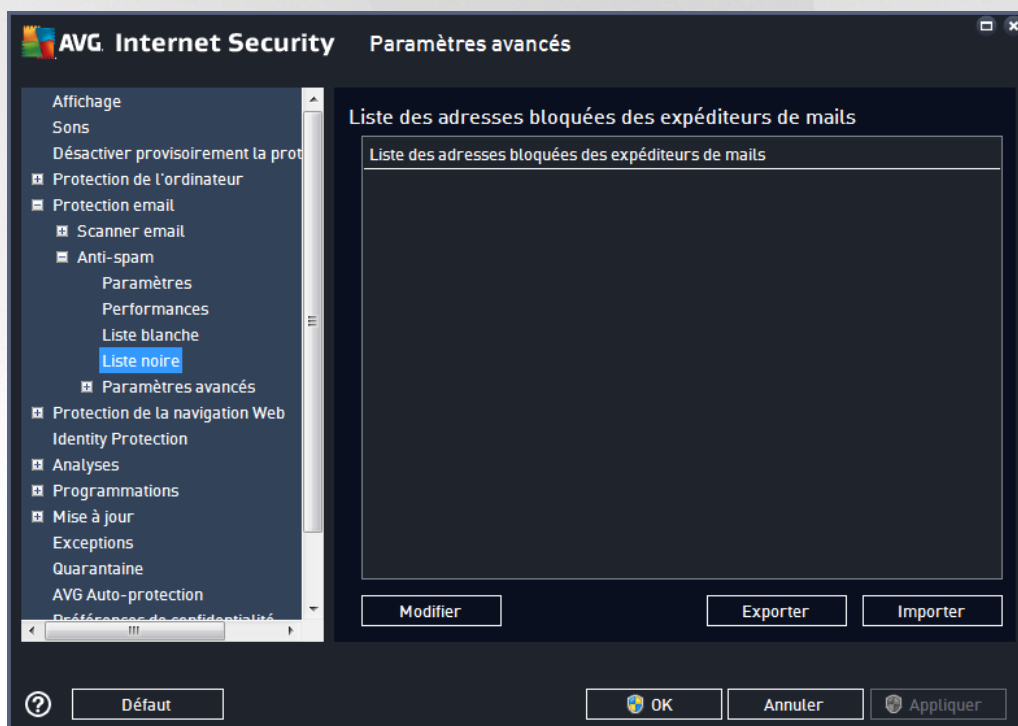 AVG. Internet Security Paramètres avancés
Affichage
Sons
Désactiver provisoirement la prot
Protection de l'ordinateur
Protection email
Scanner email
Anti-spam
Paramètres
Performances
Liste blanche
Liste noire
Paramètres avancés
Protection de la navigation Web
Identity Protection
Analyses
Programmations
Mise à jour
Exceptions
Quarantaine
AVG Auto-protection
Préférences de confidentialité
Liste des adresses bloquées des expéditeurs de mails
Liste des adresses bloquées des expéditeurs de mails
Modifier
Exporter
Importer
Défaut
OK
Annuler
Appliquer